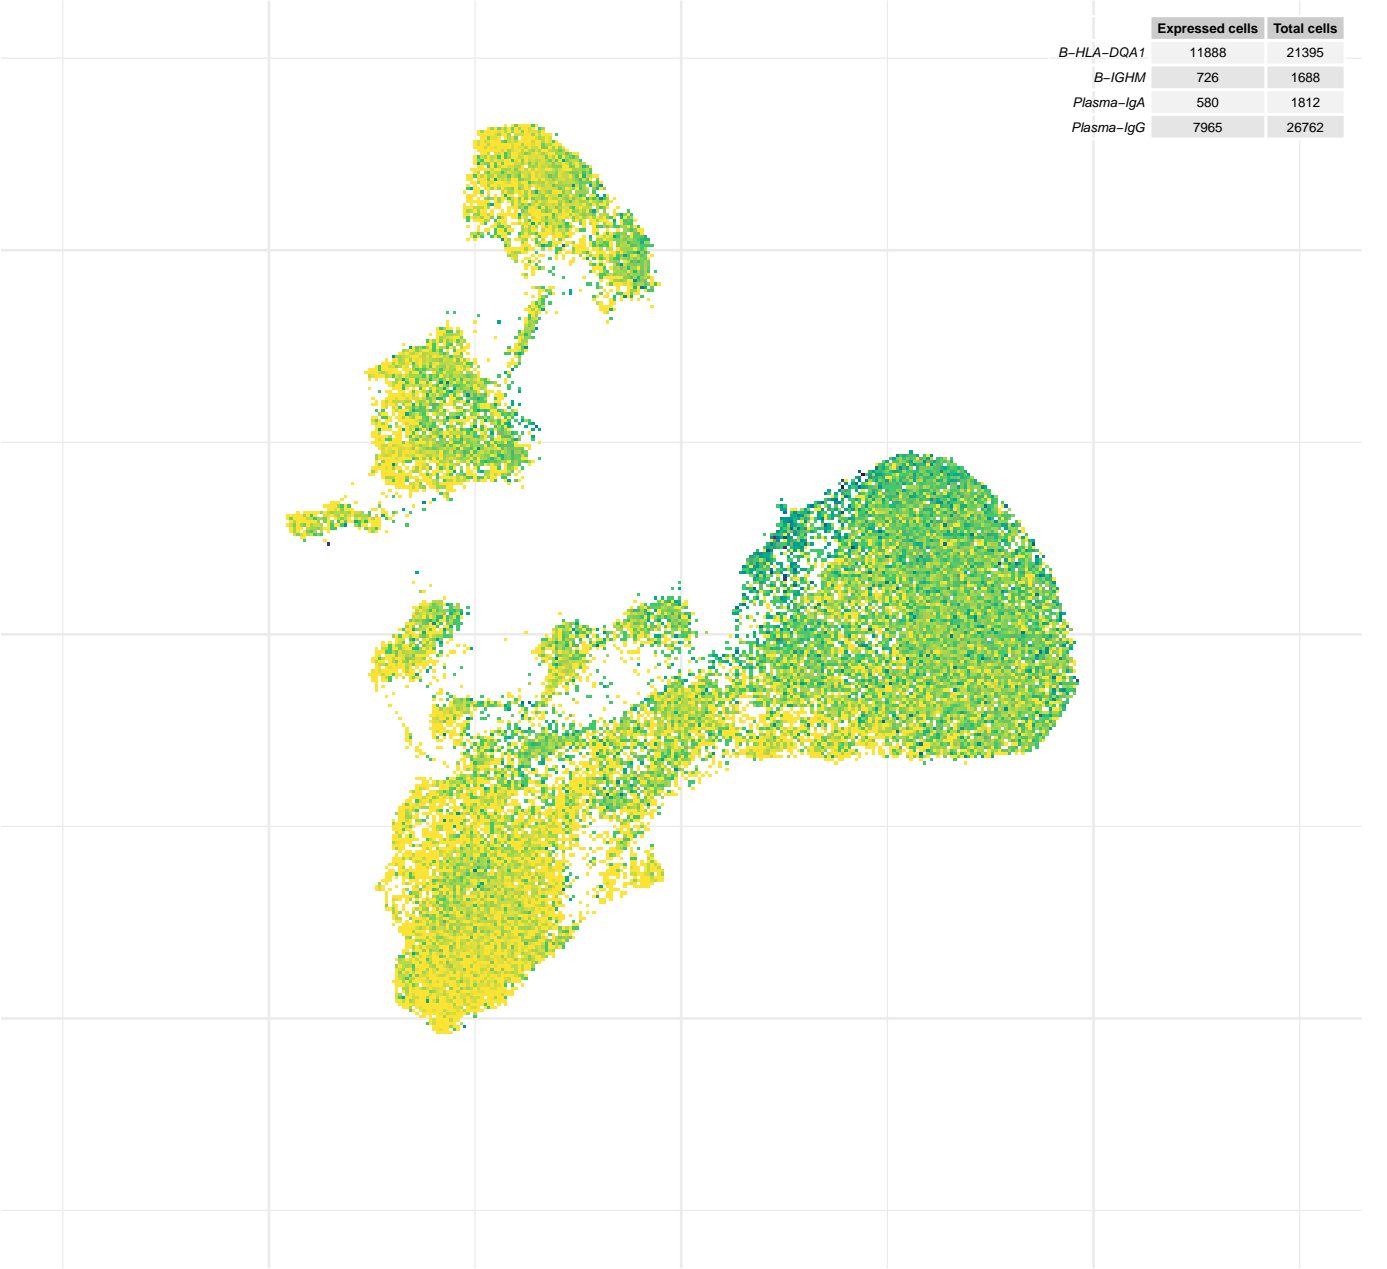 Expressed cells Total cells
B−HLA−DQA1 11888 21395
B−IGHM 726 1688
Plasma−IgA 580 1812
Plasma−IgG 7965 26762